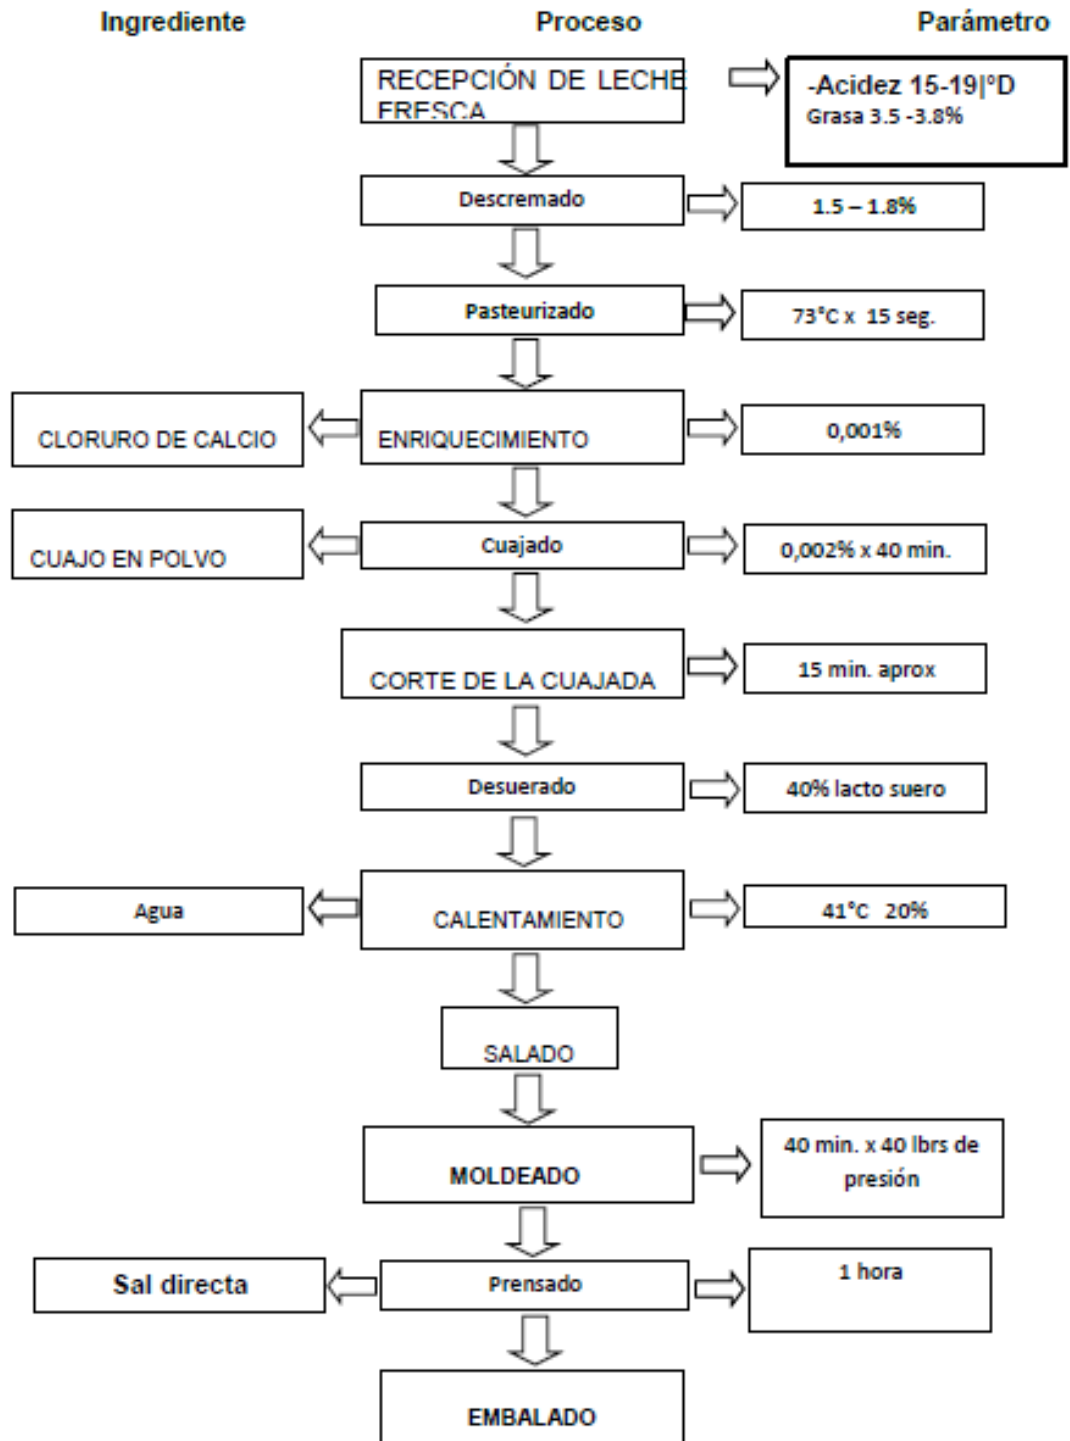 Ingrediente Proceso Parámetro
RECEPCIÓN DE LECHE
FRESCA
-Acidez 15-19|°D
Grasa 3.5 -3.8%
Descremado
1.5 – 1.8%
Pasteurizado
73°C x 15 seg.
CLORURO DE CALCIO
ENRIQUECIMIENTO
0,001%
CUAJO EN POLVO
Cuajado
0,002% x 40 min.
CORTE DE LA CUAJADA
15 min. aprox
Desuerado
40% lacto suero
Agua
CALENTAMIENTO
41°C 20%
SALADO
MOLDEADO
40 min. x 40 lbrs de
presión
Sal directa
Prensado
1 hora
EMBALADO